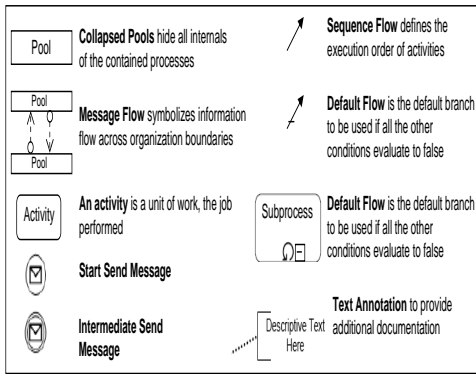 Pool
Collapsed Pools hide all internals
of the contained processes
Pool
Pool
Message Flow symbolizes information
flow across organization boundaries
Activity
An activity is a unit of work, the job
performed
Start Send Message
Intermediate Send
Message
Sequence Flow defines the
execution order of activities
Default Flow is the default branch
to be used if all the other
conditions evaluate to false
Subprocess
Default Flow is the default branch
to be used if all the other
conditions evaluate to false
Descriptive Text
Here
Text Annotation to provide
additional documentation